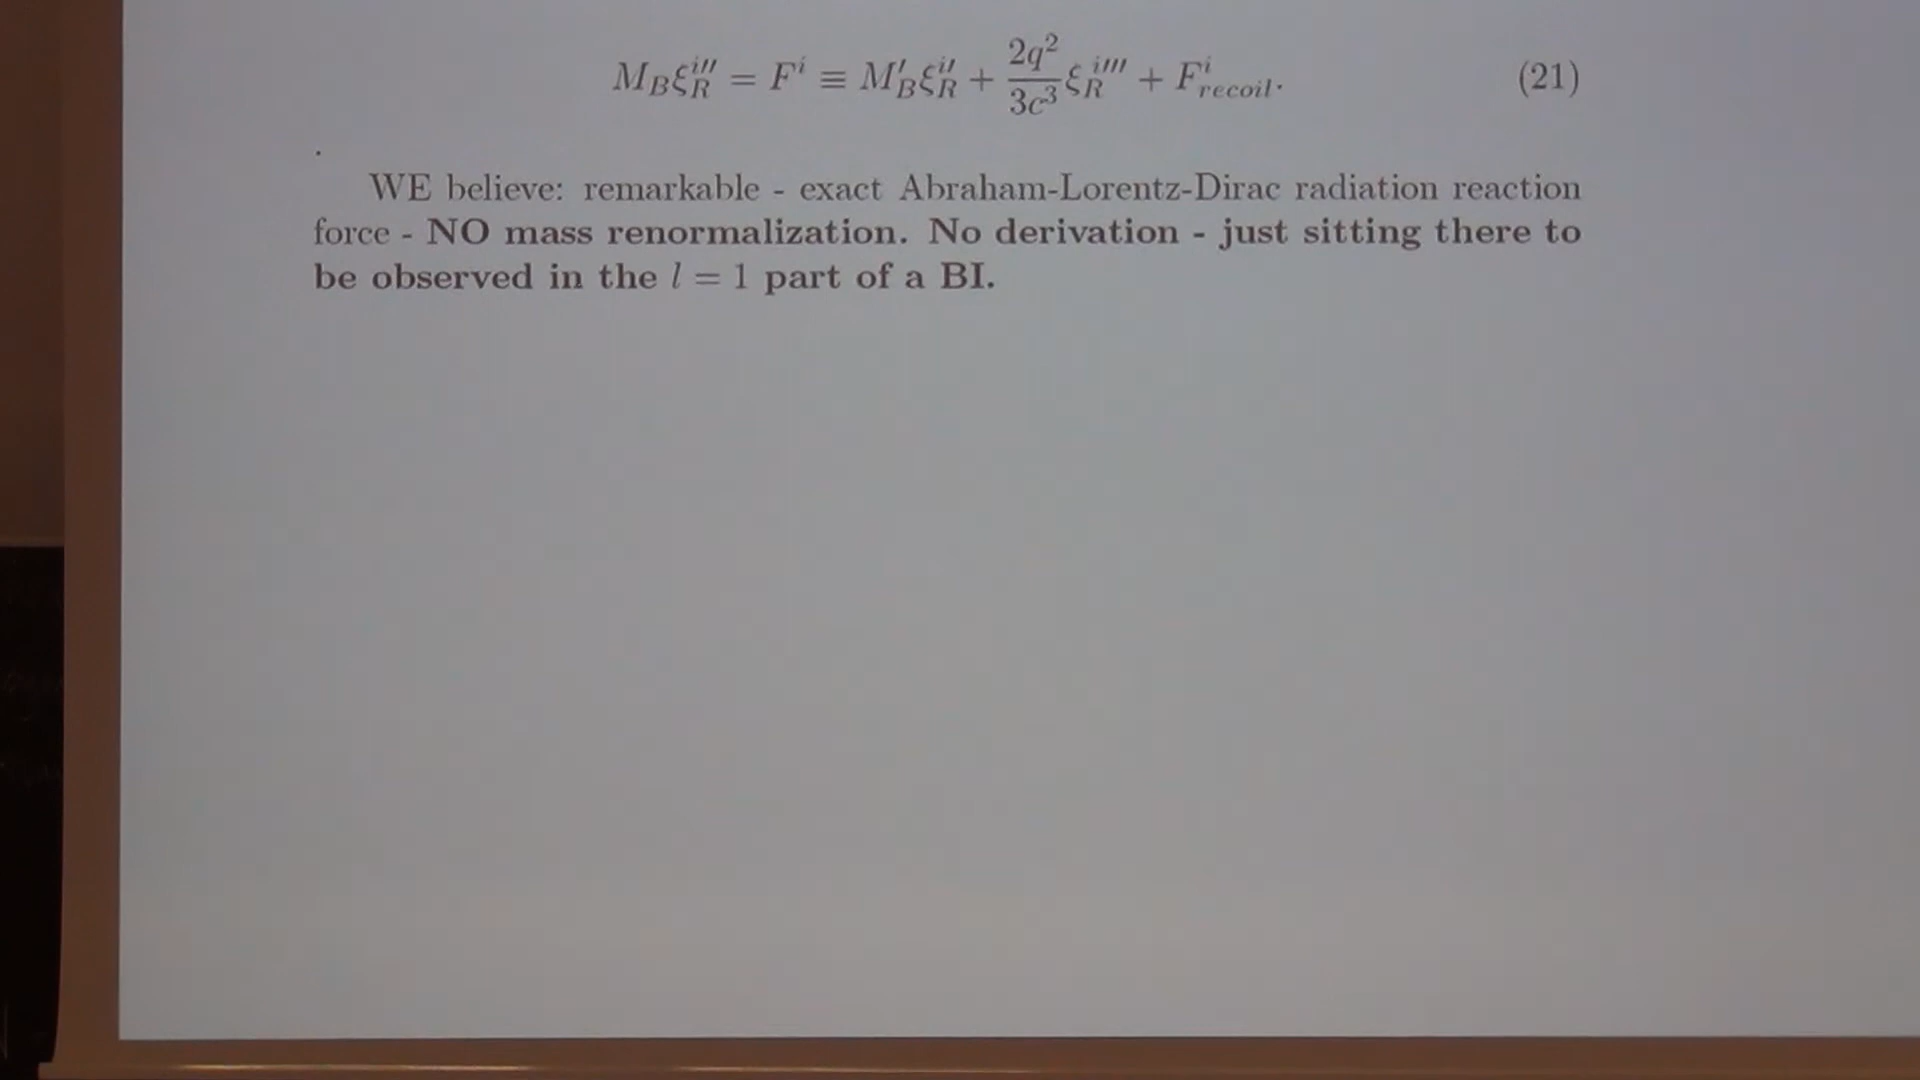 M_B ξ_R^{i}'' = F^i ≡ M'_B ξ_R^{i}' + \frac{2q^2}{3c^3} ξ_R^{i}''' + F^i_{recoil}. (21)
.
WE believe: remarkable - exact Abraham-Lorentz-Dirac radiation reaction
force - NO mass renormalization. No derivation - just sitting there to
be observed in the l = 1 part of a BI.